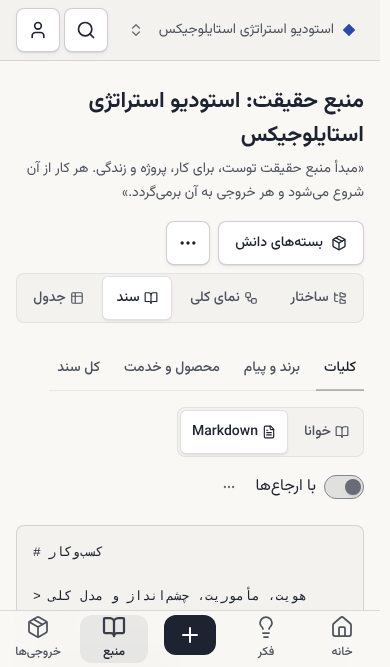 استودیو استراتژی استایلوجیکس
منبع حقیقت: استودیو استراتژی
استایلوجیکس
«مبدأ منبع حقیقت توست، برای کار، پروژه و زندگی. هر کار از آن
شروع می‌شود و هر خروجی به آن برمی‌گردد.»
بسته‌های دانش
ساختار
نمای کلی
سند
جدول
کلیات
برند و پیام
محصول و خدمت
کل سند
خوانا
Markdown
با ارجاع‌ها
# کسب‌وکار
> هویت، مأموریت، چشم‌انداز و مدل کلی
خانه
فکر
منبع
خروجی‌ها